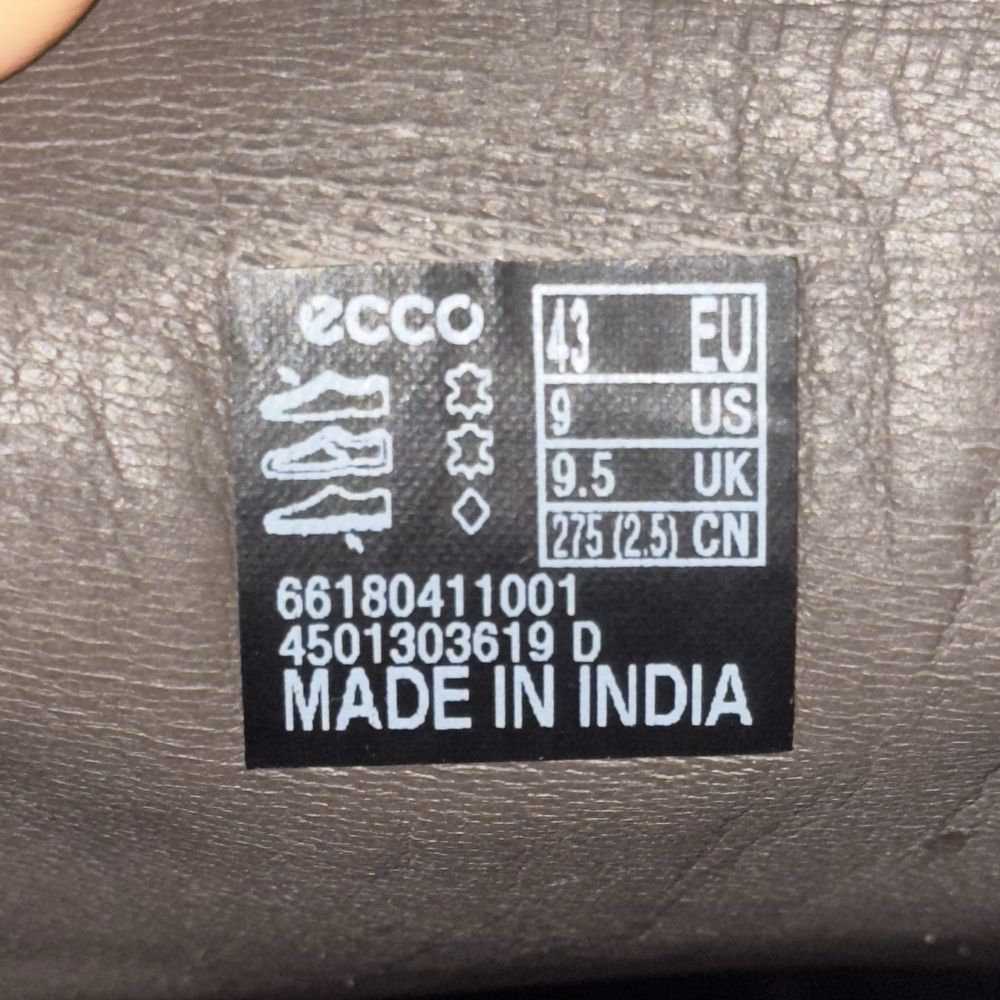 ecco
43 EU
9 US
9.5 UK
275 (2.5) CN
66180411001
4501303619 D
MADE IN INDIA